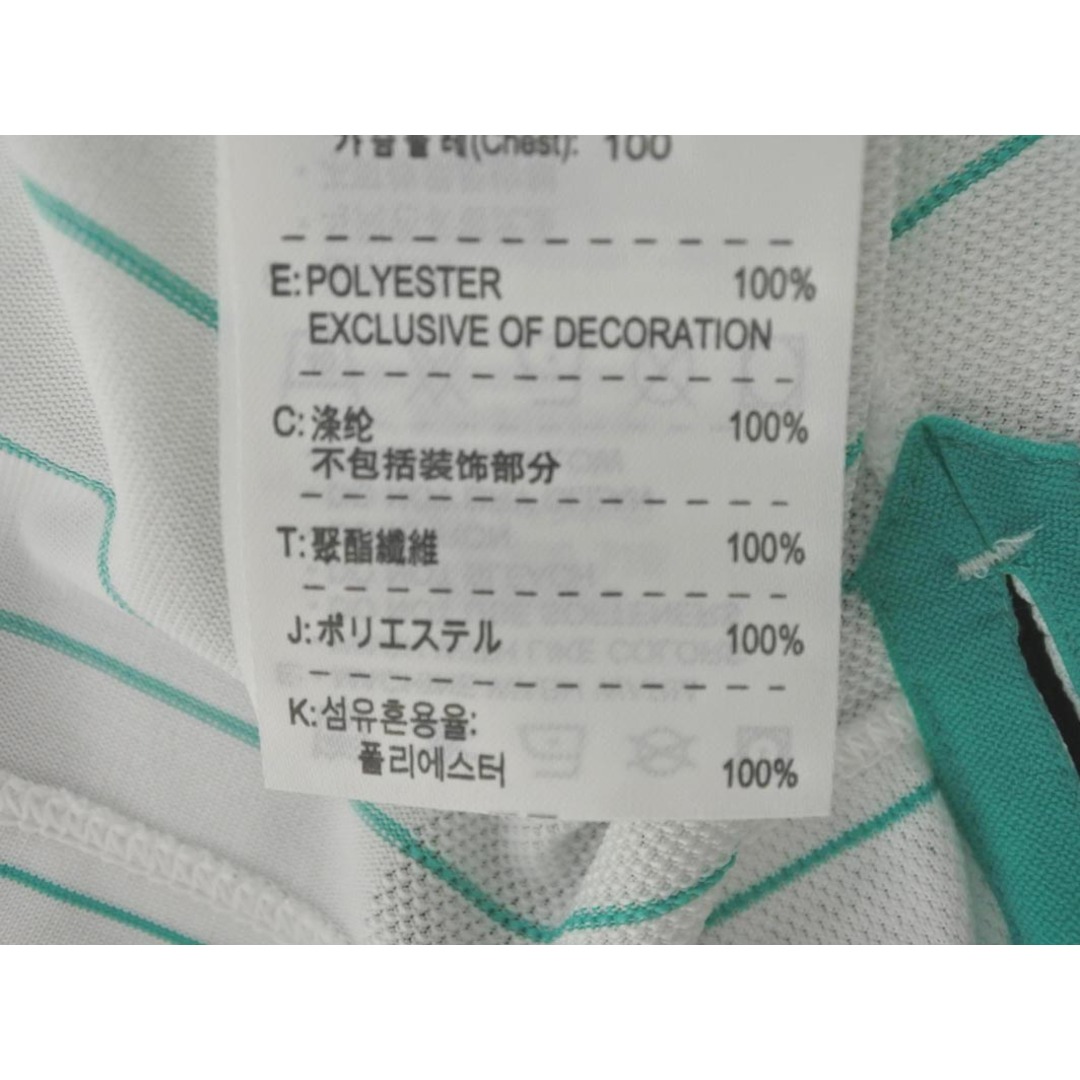 가슴둘레(Chest): 100
E: POLYESTER 100%
EXCLUSIVE OF DECORATION
C: 涤纶 100%
不包括装饰部分
T: 聚酯纖維 100%
J: ポリエステル 100%
K: 섬유혼용율:
폴리에스터 100%